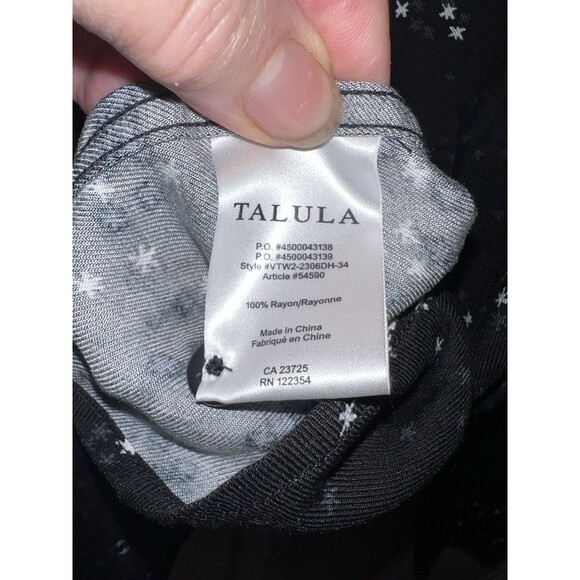 TALULA
P.O. #4500043138
P.O. #4500043139
Style #VTW2-2306DH-34
Article #54590
100% Rayon/Rayonne
Made in China
Fabriqué en Chine
CA 23725
RN 122354